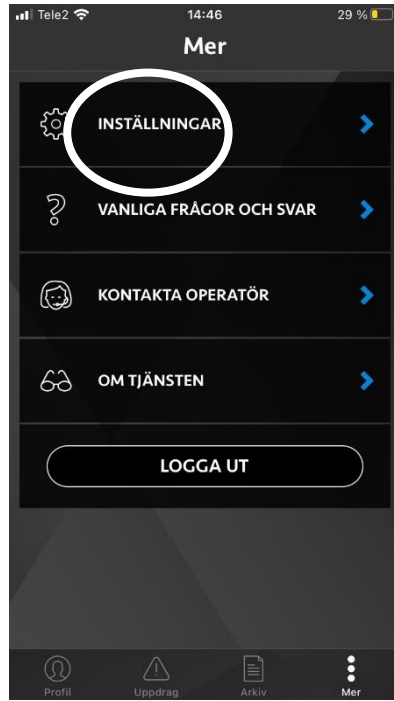 Tele2 14:46 29 %
Mer
INSTÄLLNINGAR
VANLIGA FRÅGOR OCH SVAR
KONTAKTA OPERATÖR
OM TJÄNSTEN
LOGGA UT
Profil Uppdrag Arkiv Mer